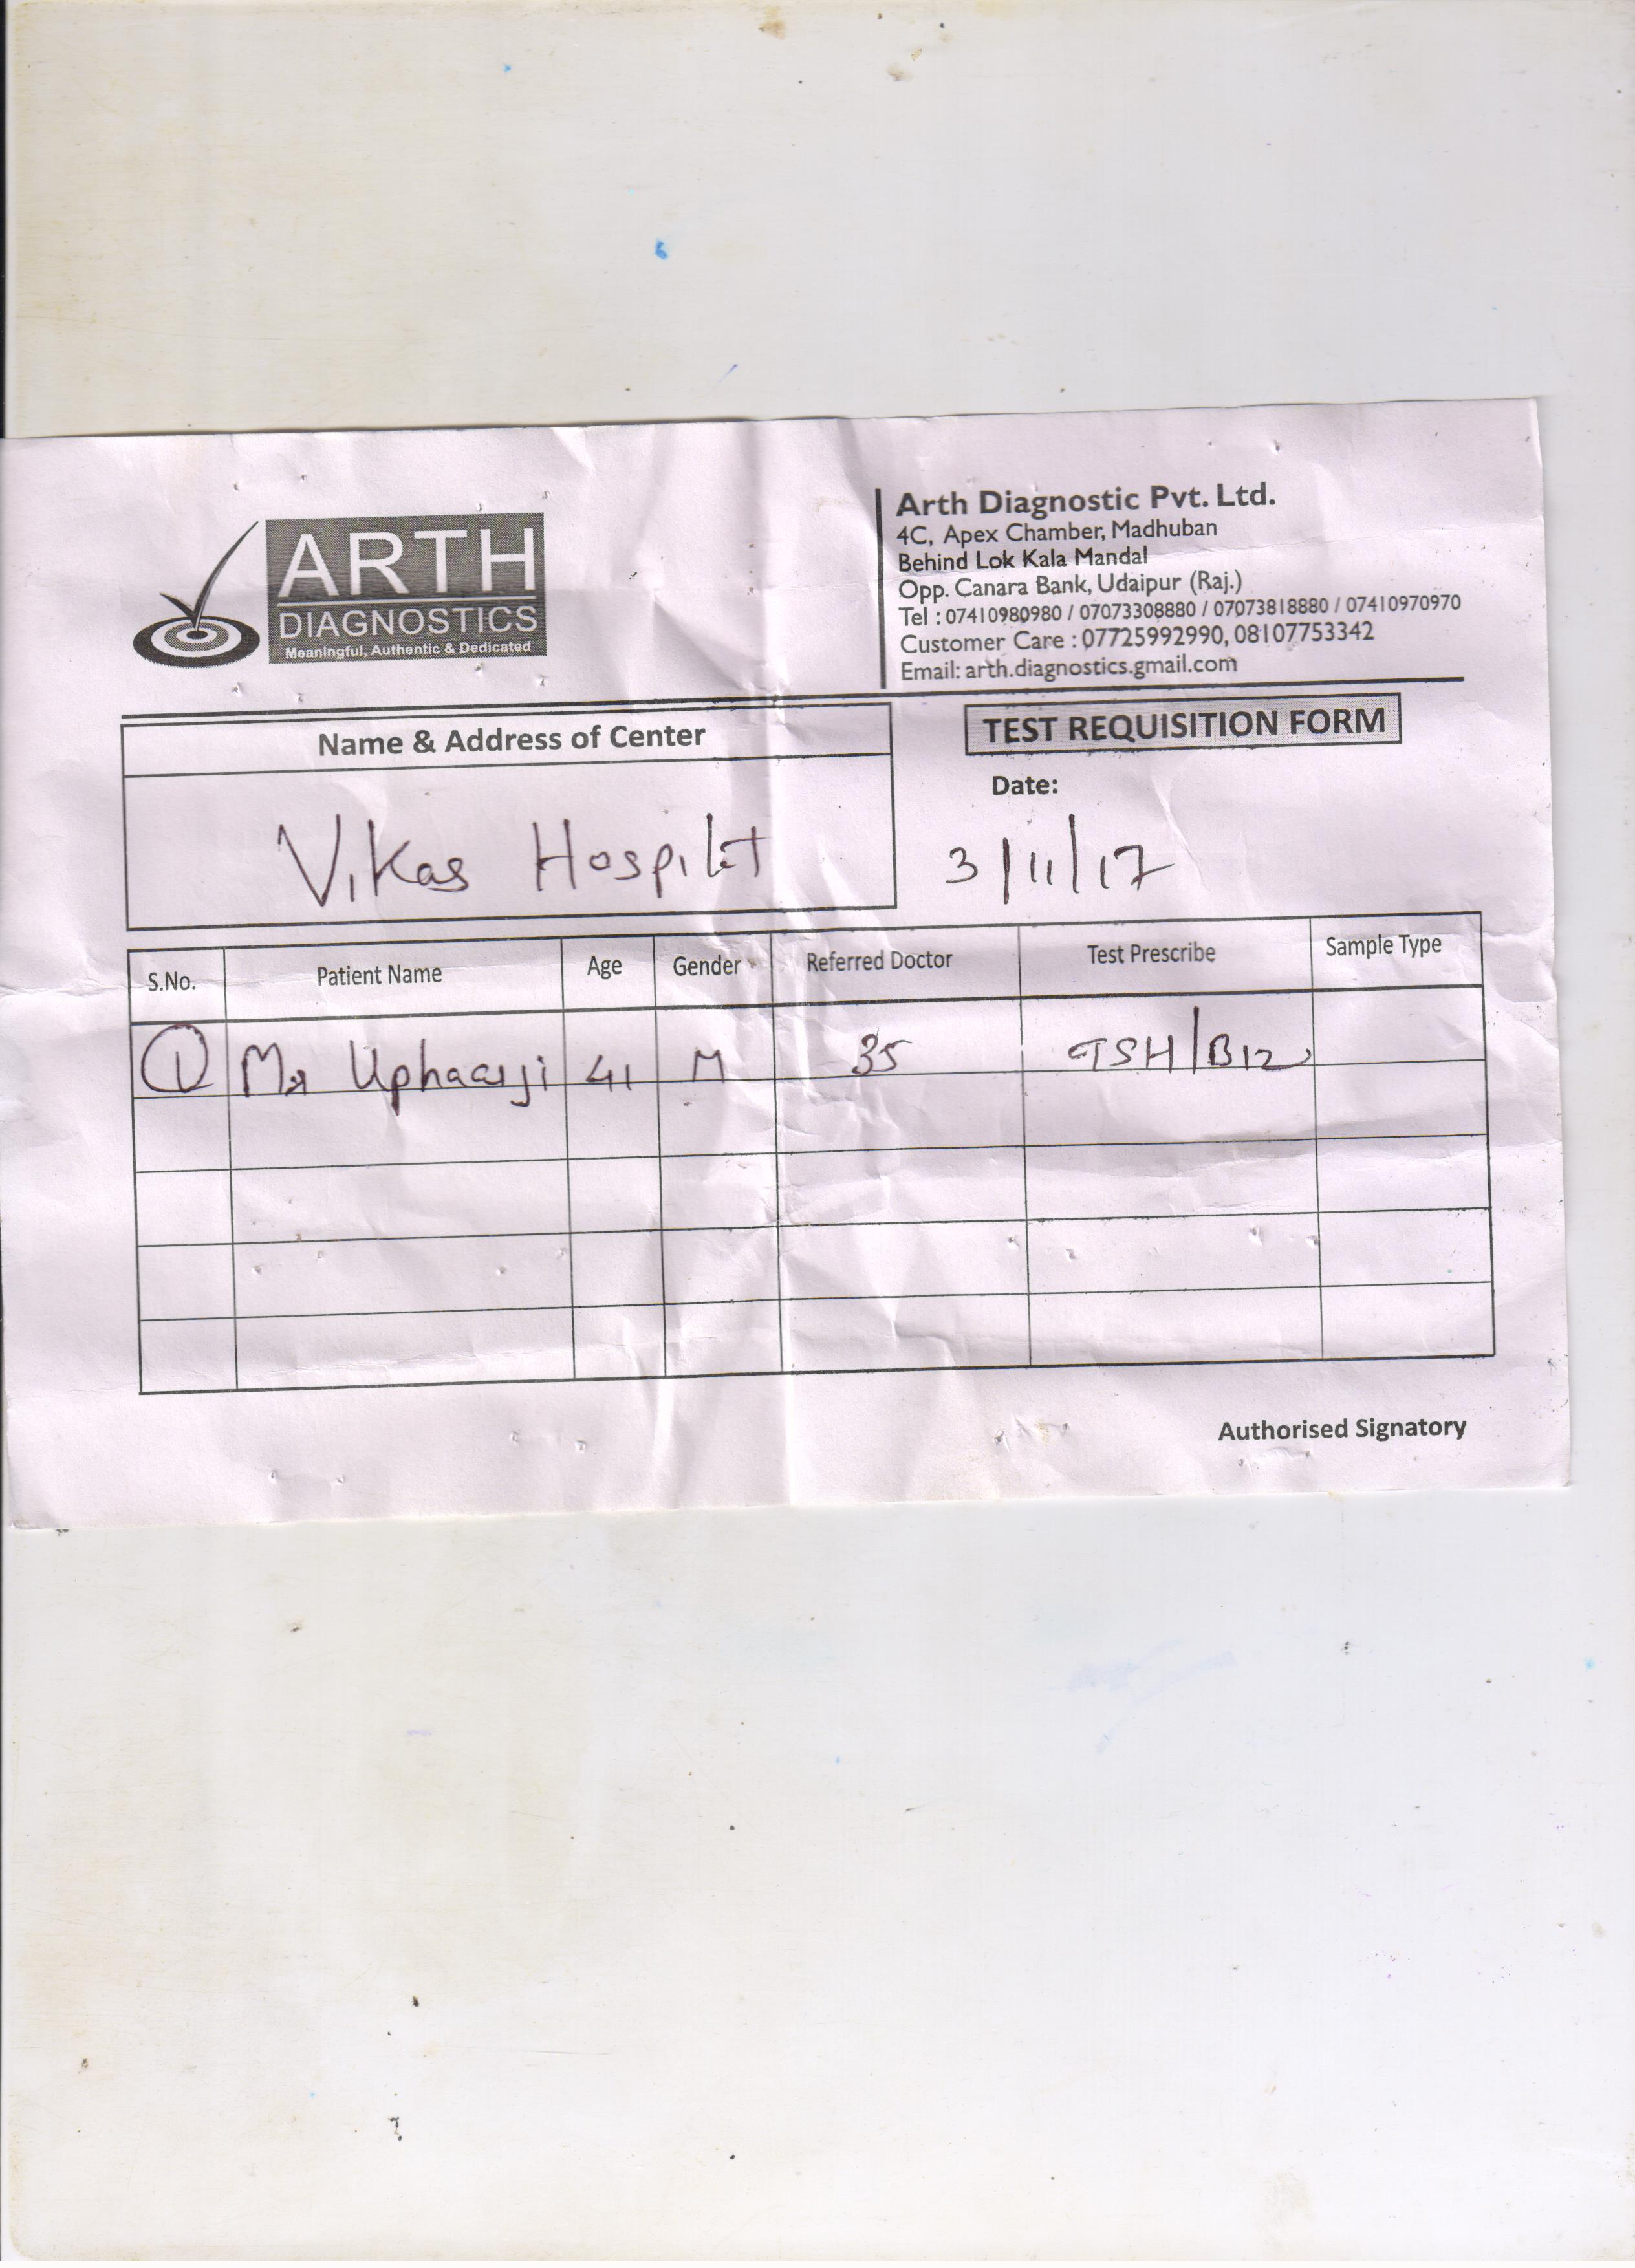 ARTH
DIAGNOSTICS
Meaningful, Authentic & Dedicated
Arth Diagnostic Pvt. Ltd.
4C, Apex Chamber, Madhuban
Behind Lok Kala Mandal
Opp. Canara Bank, Udaipur (Raj.)
Tel : 07410980980 / 07073308880 / 07073818880 / 07410970970
Customer Care : 07725992990, 08107753342
Email: arth.diagnostics.gmail.com
Name & Address of Center
TEST REQUISITION FORM
Date:
Vikas
3/11/17
S.No. Patient Name Age Gender Referred Doctor Test Prescribe Sample Type
1 Mr 41 M 35 TSH/B12
Authorised Signatory